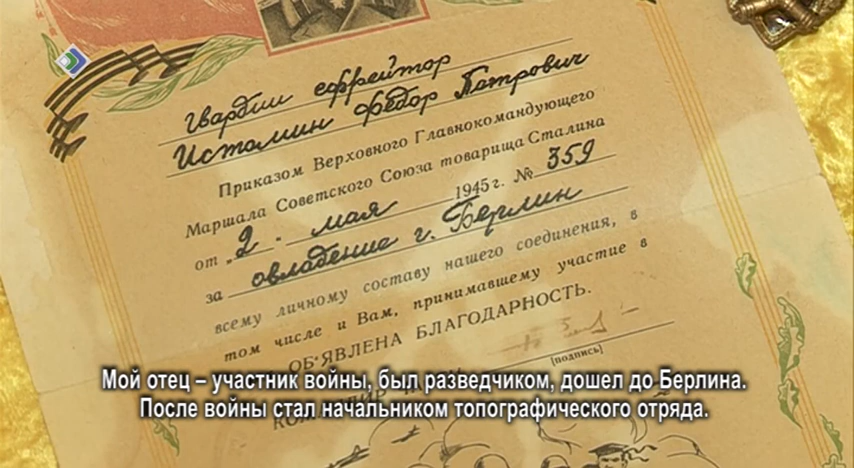 Гвардии ефрейтор
Истомин Фёдор Петрович
Приказом Верховного Главнокомандующего
Маршала Советского Союза товарища Сталина
от „2" - мая 1945 г. № 359
за овладение г. Берлин
всему личному составу нашего соединения, в
том числе и Вам, принимавшему участие в
ОБ'ЯВЛЕНА БЛАГОДАРНОСТЬ.
[подпись]
КОМАНДИР
Мой отец – участник войны, был разведчиком, дошел до Берлина.
После войны стал начальником топографического отряда.